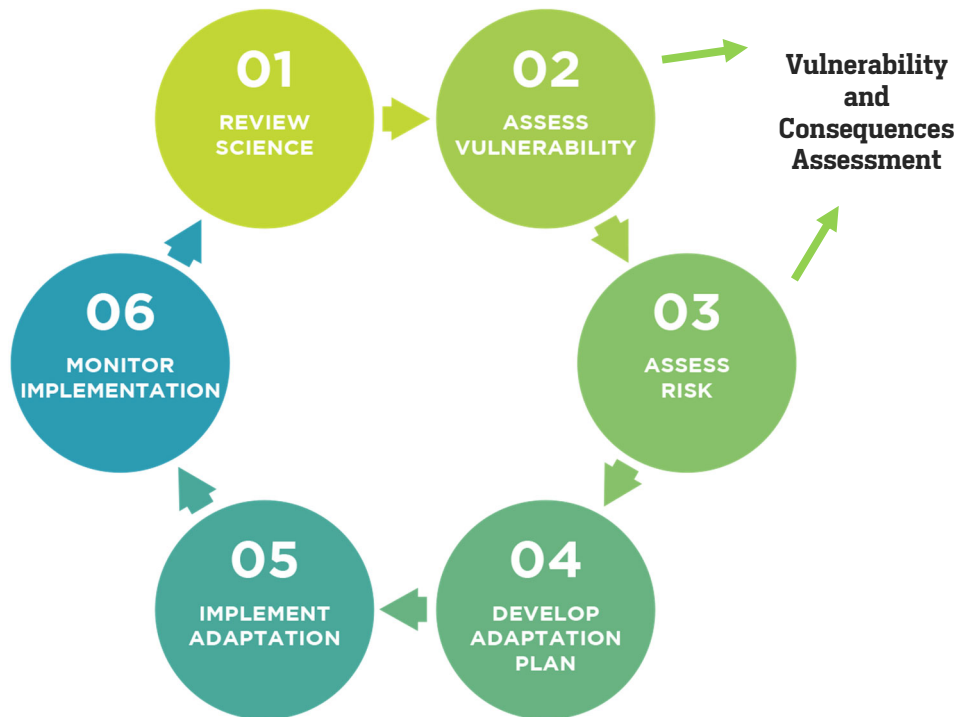 01
REVIEW
SCIENCE
02
ASSESS
VULNERABILITY
Vulnerability
and
Consequences
Assessment
03
ASSESS
RISK
04
DEVELOP
ADAPTATION
PLAN
05
IMPLEMENT
ADAPTATION
06
MONITOR
IMPLEMENTATION